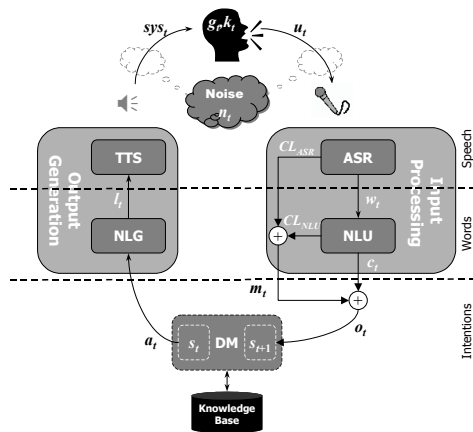 sys_t
g_t, k_t
u_t
Noise
n_t
Output
Generation
TTS
l_t
NLG
CL_ASR
ASR
w_t
CL_NLU
NLU
c_t
Input
Processing
Speech
Words
Intentions
+
m_t
+
o_t
a_t
s_t
DM
s_t+1
Knowledge
Base